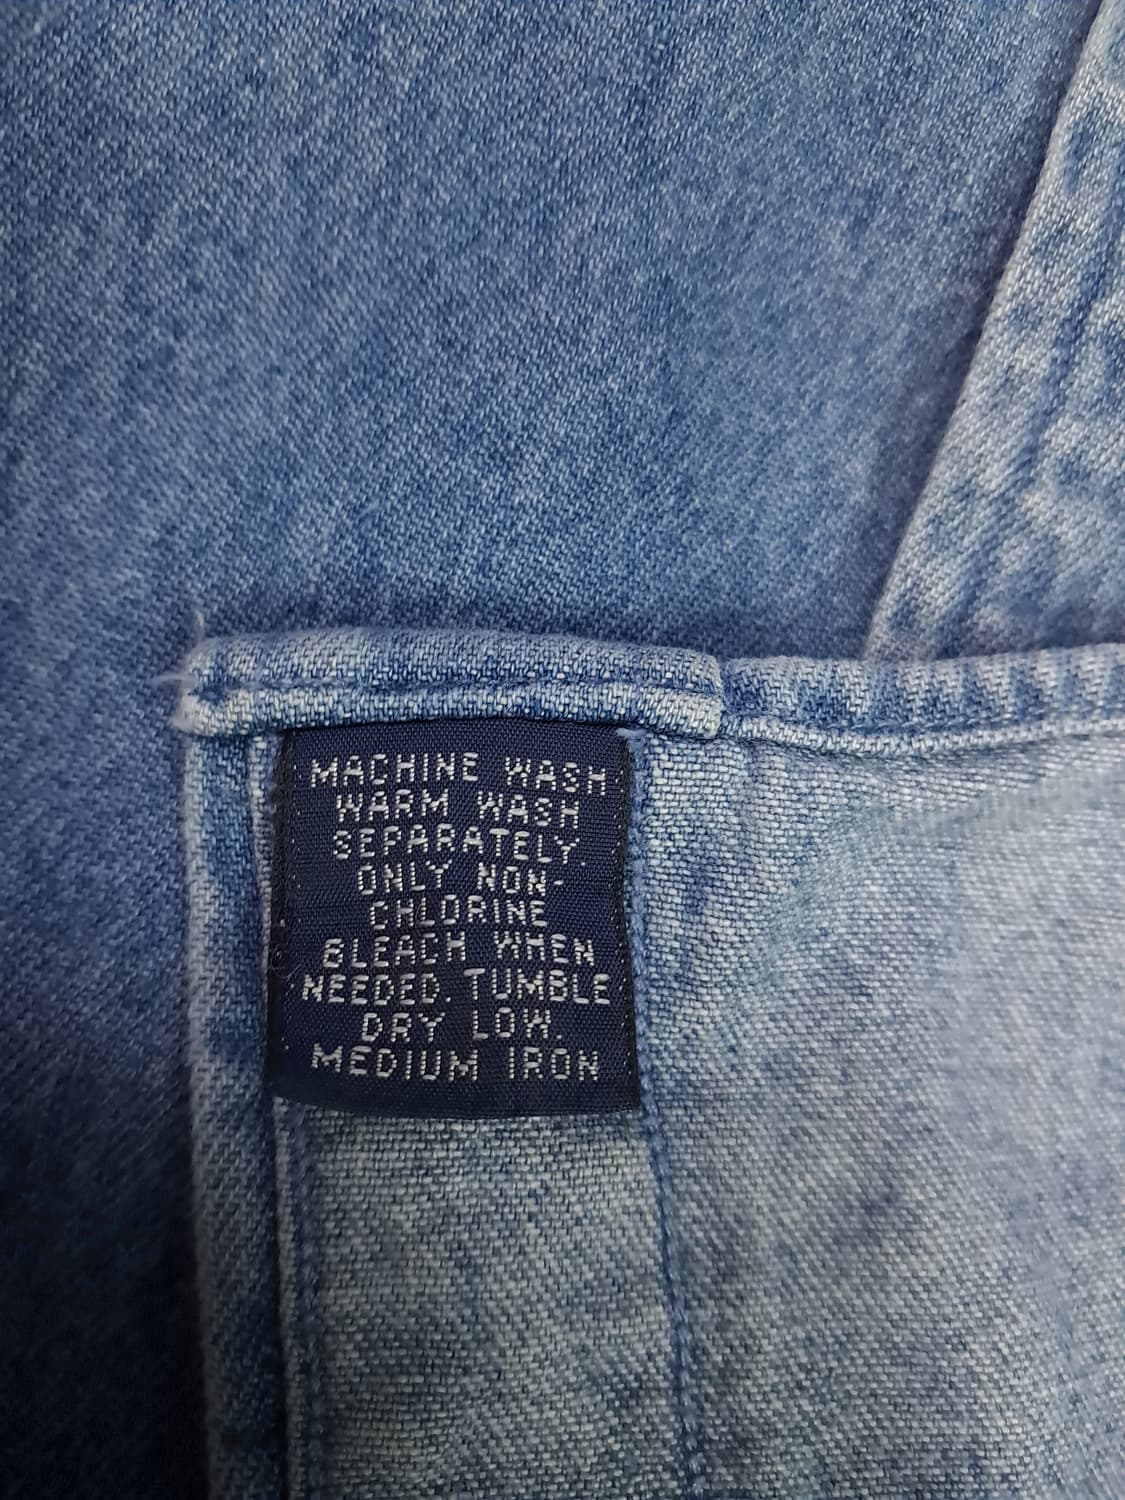 MACHINE WASH
WARM WASH
SEPARATELY.
ONLY NON-
CHLORINE
BLEACH WHEN
NEEDED. TUMBLE
DRY LOW.
MEDIUM IRON